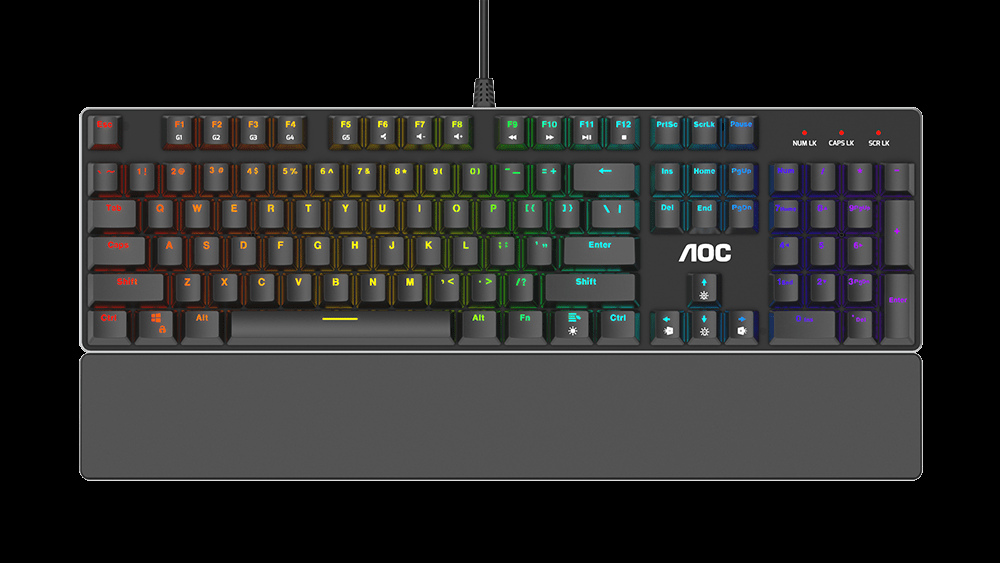 Esc F1 F2 F3 F4 F5 F6 F7 F8 F9 F10 F11 F12 PrtSc ScrLk Pause
G1 G2 G3 G4 G5
NUM LK CAPS LK SCR LK
1! 2@ 3# 4$ 5% 6^ 7& 8* 9( 0) -_ =+ ← Ins Home PgUp Num / * -
Q W E R T Y U I O P [{ ]} \| Del End PgDn
Caps A S D F G H J K L ;: '" Enter +
AOC
Shift Z X C V B N M ,< .> /? Shift ↑
Alt Alt Fn Ctrl ← ↓ →